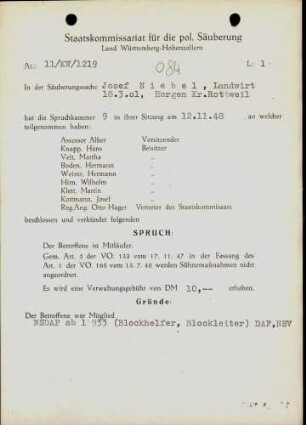 Staatskommissariat für die pol. Säuberung
Land Württemberg-Hohenzollern
Az: 11/KW/1219
084
L: 1-
In der Säuberungssache Josef Niebel, Landwirt
18.3.01, Horgen Kr.Rottweil
hat die Spruchkammer 9 in ihrer Sitzung am 12.11.48 , an welcher
teilgenommen haben:
Assessor Alber Vorsitzender
Knapp, Hans Beisitzer
Veit, Martha "
Boden, Hermann "
Weinz, Hermann "
Hirn, Wilhelm "
Klett, Martin "
Kattmann, Josef "
Reg.Ang. Otto Hager Vertreter des Staatskommissars
beschlossen und verkündet folgenden
SPRUCH:
Der Betroffene ist Mitläufer.
Gem. Art. 5 der VO. 133 vom 17. 11. 47 in der Fassung des
Art. 1 der VO. 165 vom 13. 7. 48 werden Sühnemaßnahmen nicht
angeordnet.
Es wird eine Verwaltungsgebühr von DM 10,-- erhoben.
Gründe:
Der Betroffene war Mitglied
NSDAP ab 1 933 (Blockhelfer, Blockleiter) DAF,NSV